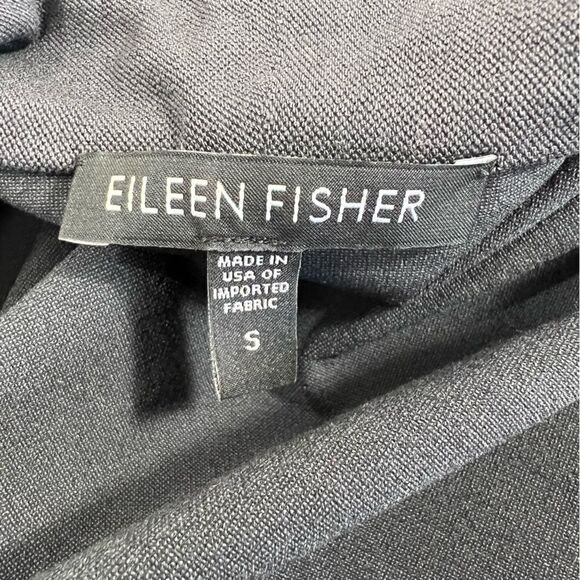 EILEEN FISHER
MADE IN
USA OF
IMPORTED
FABRIC
S